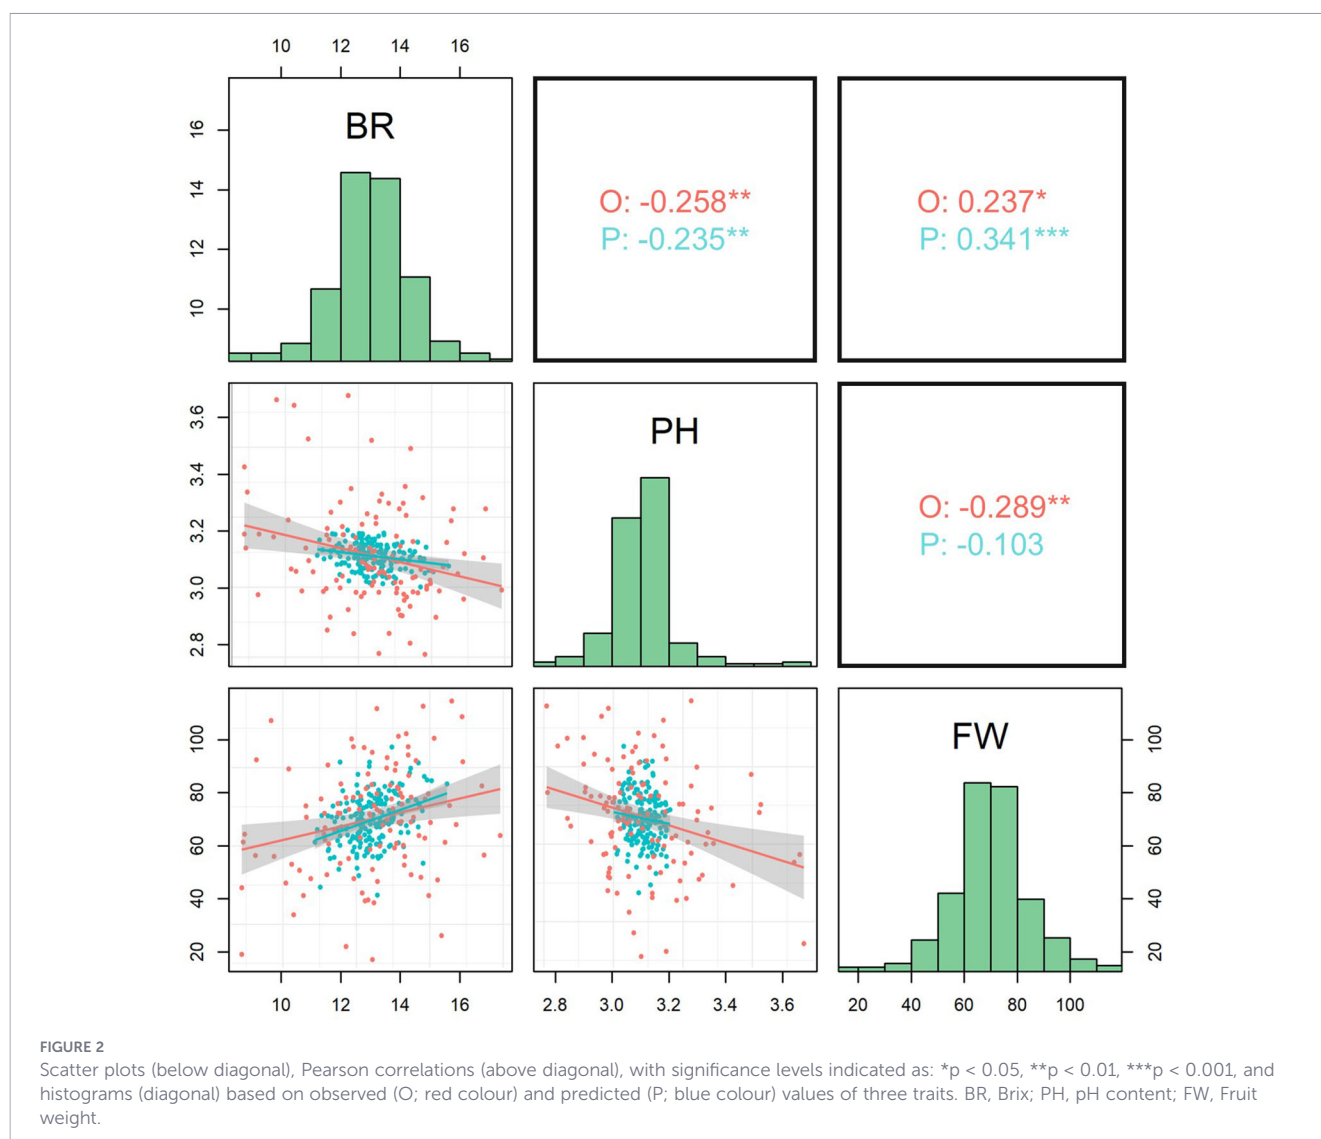 10 12 14 16
BR
16
14
12
10
O: -0.258**
P: -0.235**
O: 0.237*
P: 0.341***
3.6
3.4
3.2
3.0
2.8
PH
O: -0.289**
P: -0.103
100
80
60
40
20
FW
100
80
60
40
20
10 12 14 16
2.8 3.0 3.2 3.4 3.6
20 40 60 80 100
FIGURE 2
Scatter plots (below diagonal), Pearson correlations (above diagonal), with significance levels indicated as: *p < 0.05, **p < 0.01, ***p < 0.001, and
histograms (diagonal) based on observed (O; red colour) and predicted (P; blue colour) values of three traits. BR, Brix; PH, pH content; FW, Fruit
weight.